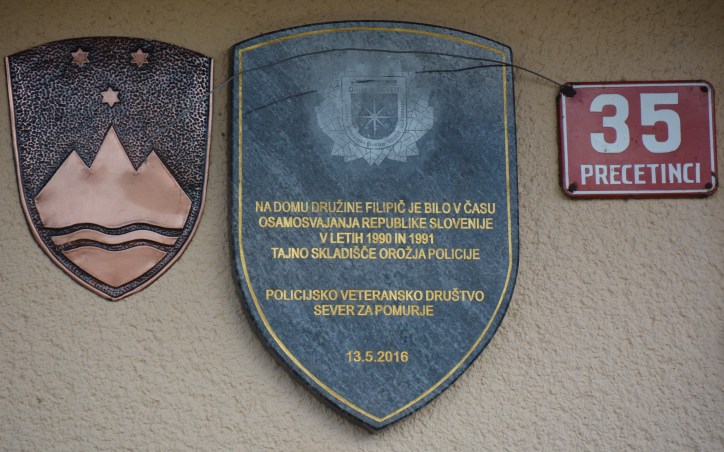 NA DOMU DRUŽINE FILIPIČ JE BILO V ČASU
OSAMOSVAJANJA REPUBLIKE SLOVENIJE
V LETIH 1990 IN 1991
TAJNO SKLADIŠČE OROŽJA POLICIJE
POLICIJSKO VETERANSKO DRUŠTVO
SEVER ZA POMURJE
13.5.2016
35
PRECETINCI